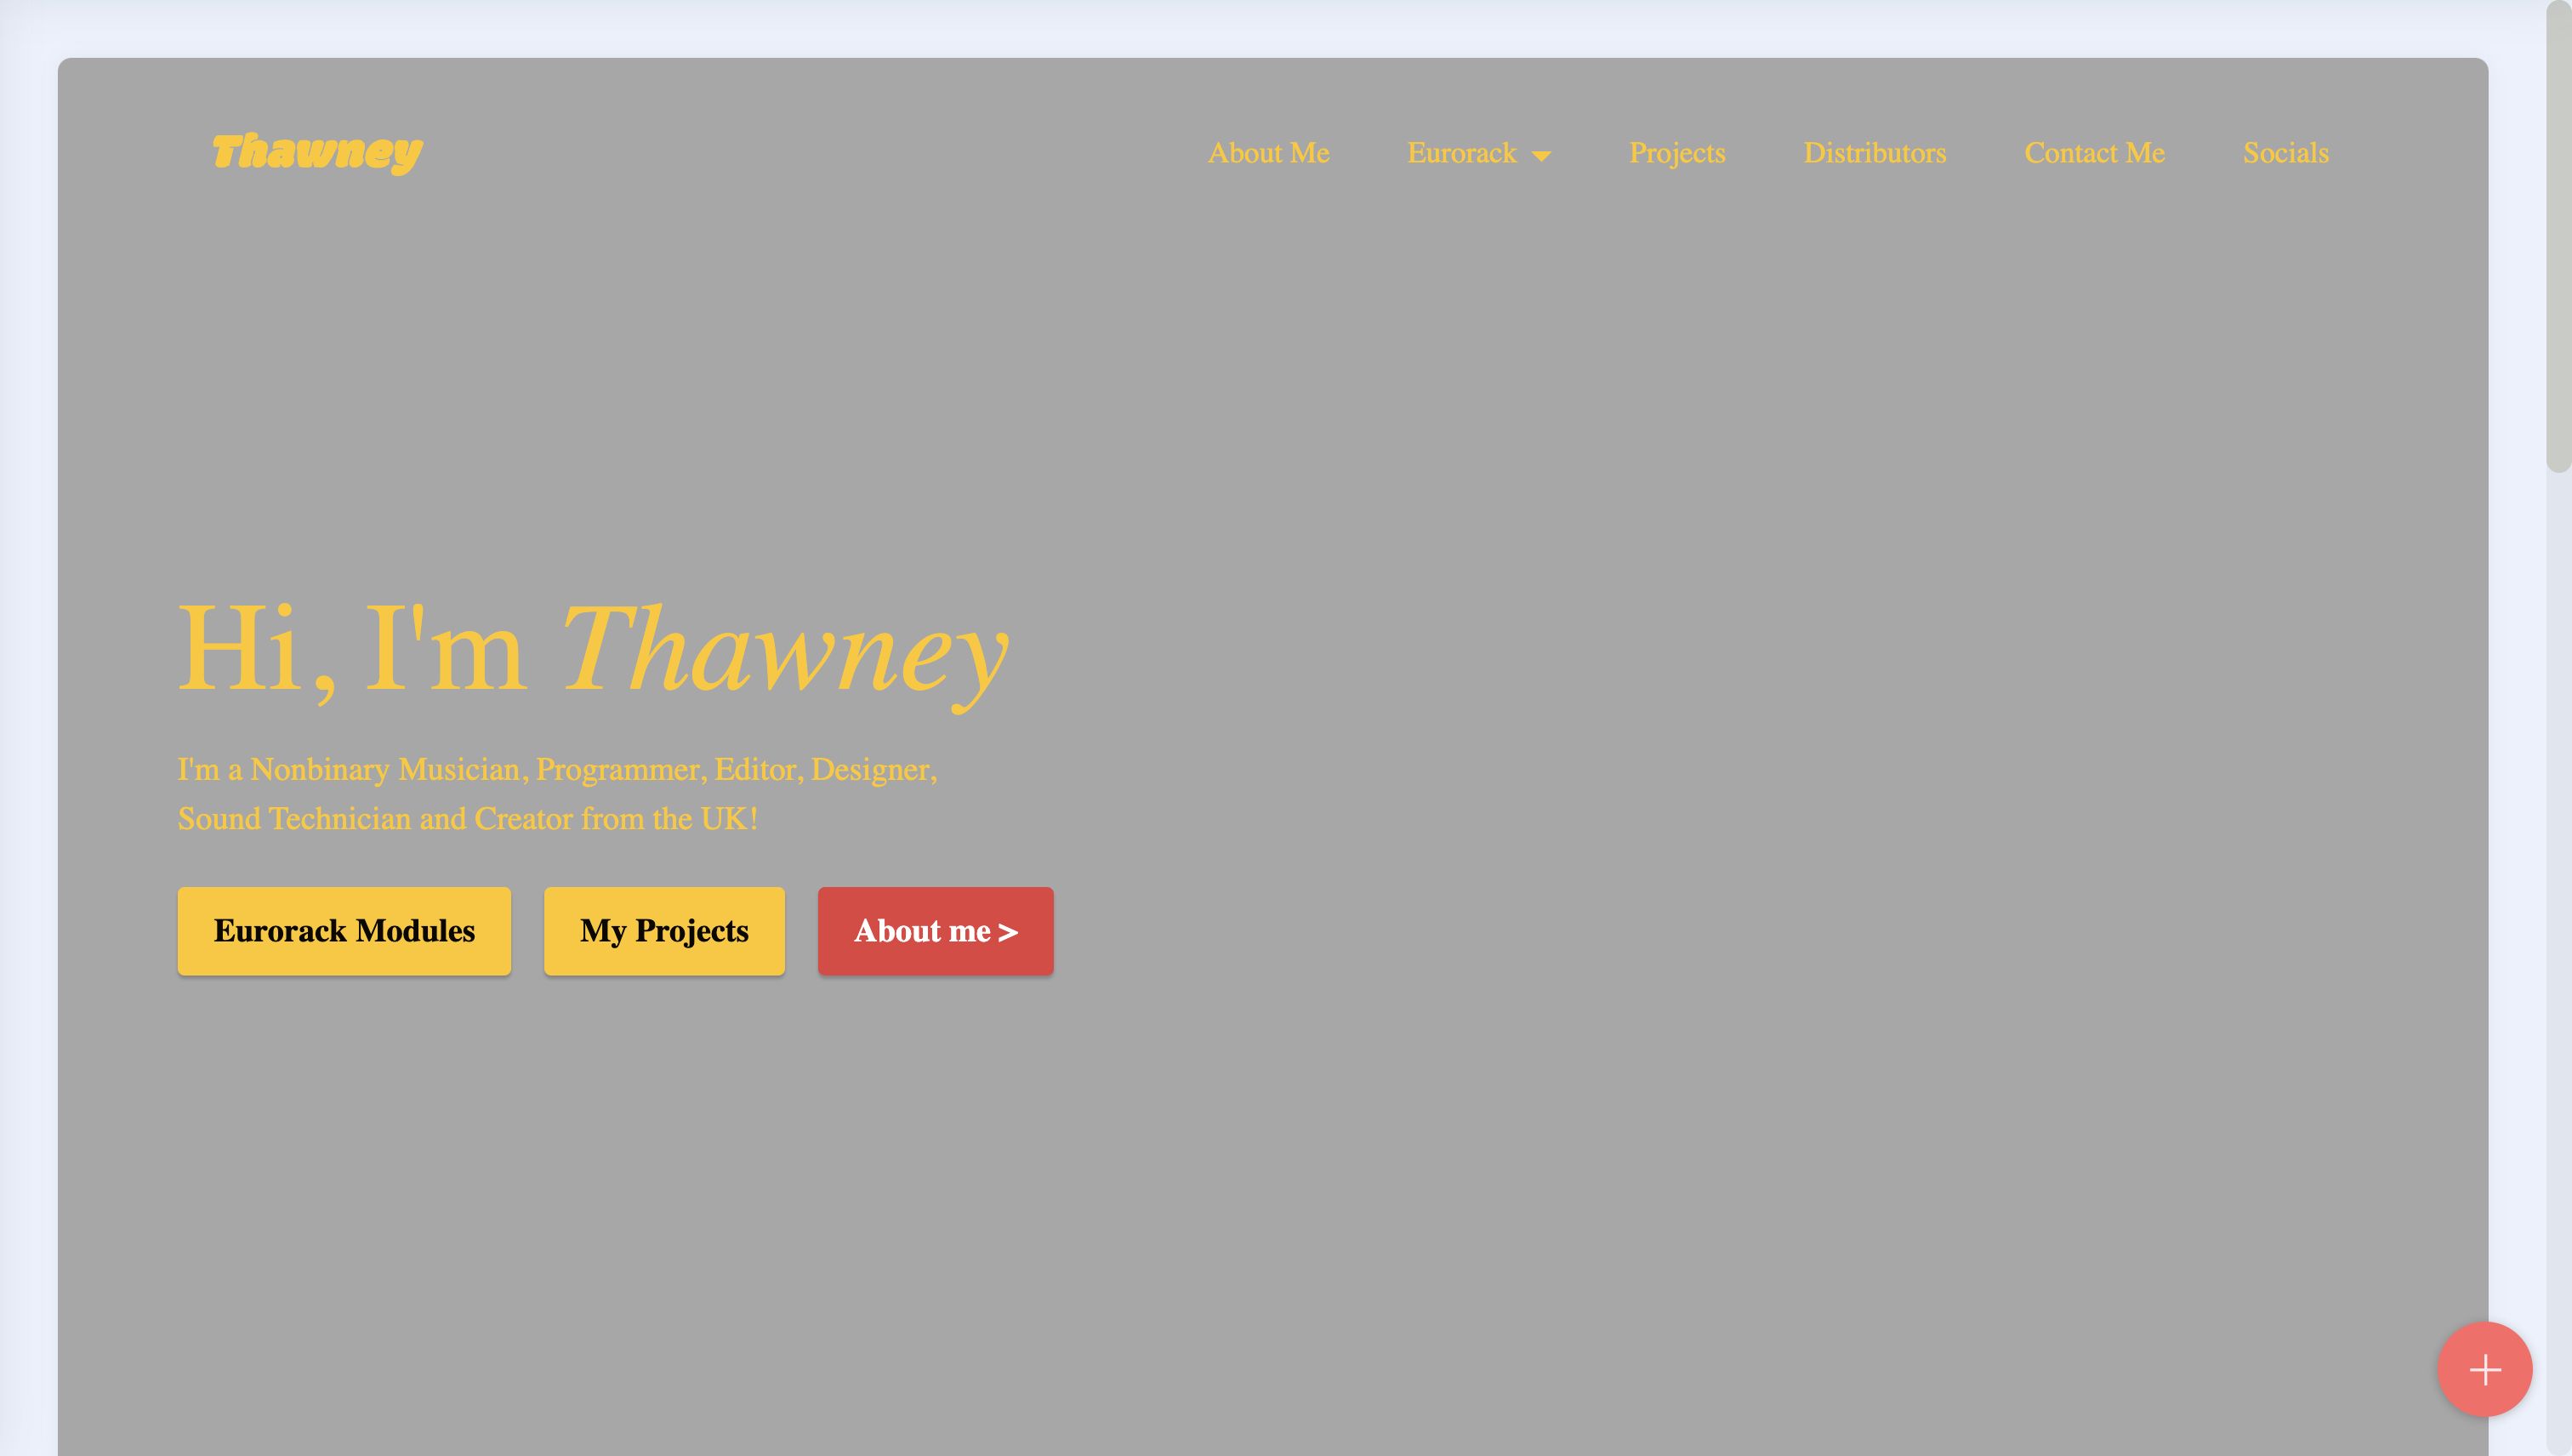 Thawney
About Me
Eurorack
Projects
Distributors
Contact Me
Socials
Hi, I'm Thawney
I'm a Nonbinary Musician, Programmer, Editor, Designer,
Sound Technician and Creator from the UK!
Eurorack Modules
My Projects
About me >